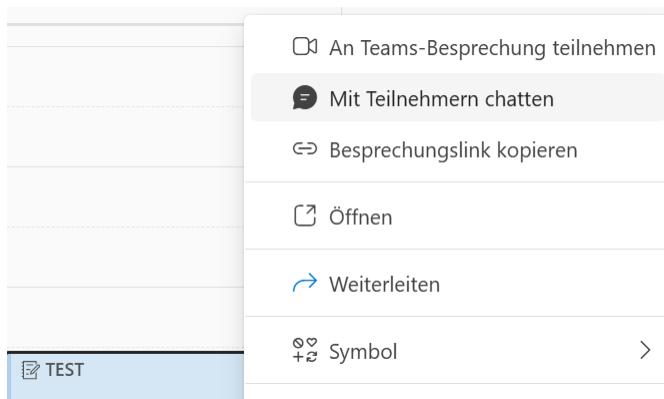 An Teams-Besprechung teilnehmen
Mit Teilnehmern chatten
Besprechungslink kopieren
Öffnen
Weiterleiten
Symbol
TEST